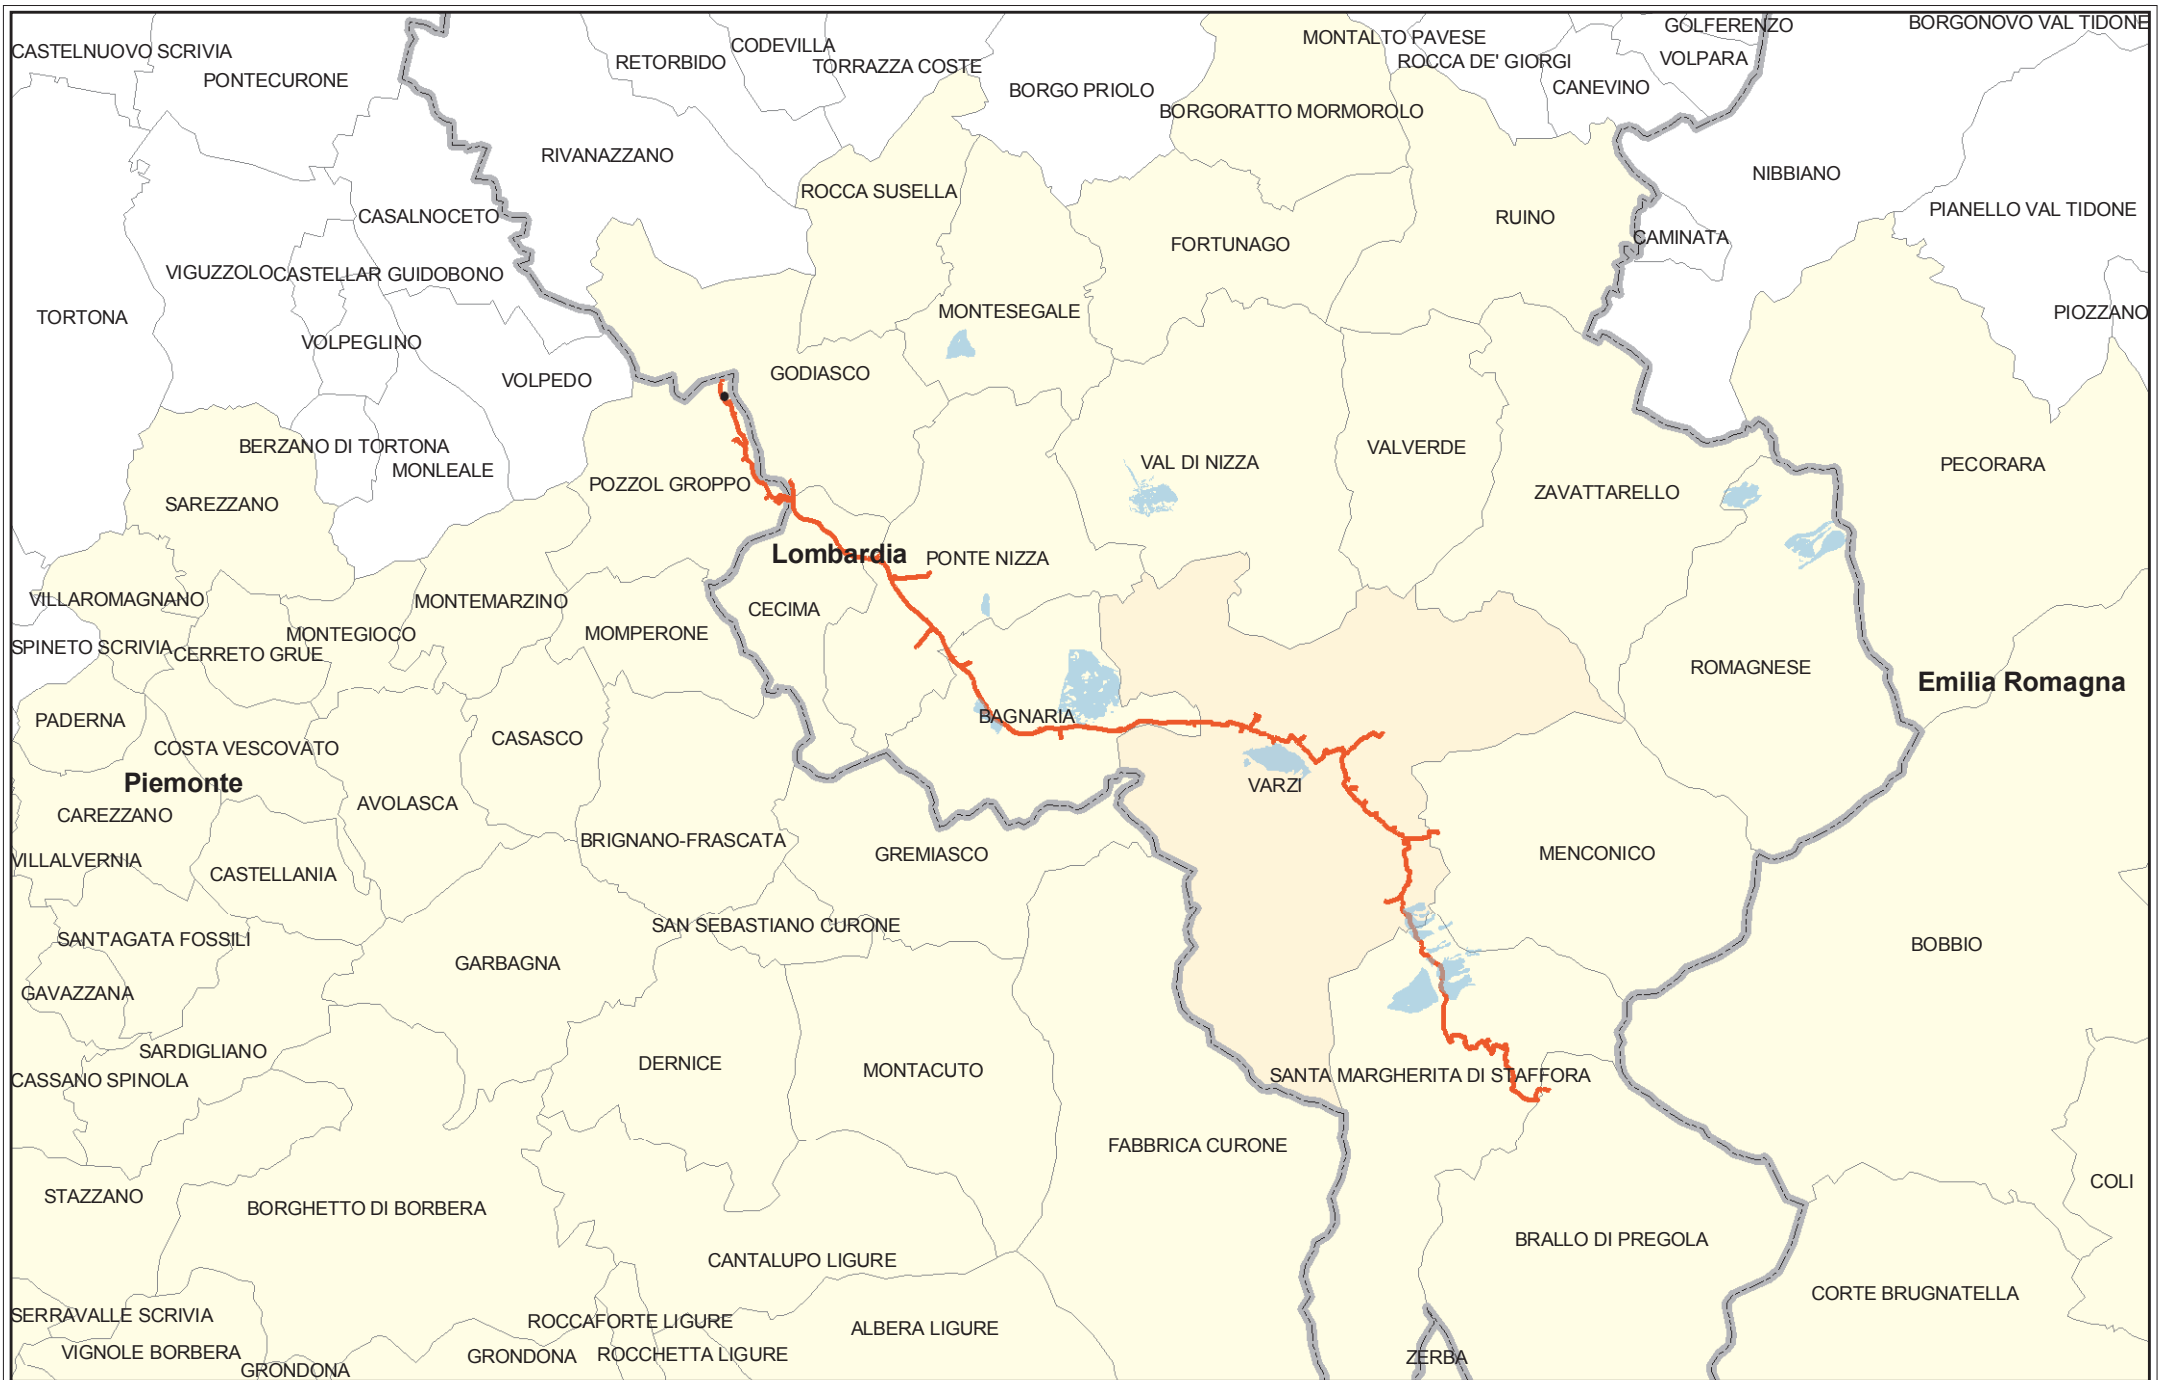 CASTELNUOVO SCRIVIA
PONTECURONE
RETORBIDO
CODEVILLA
TORRAZZA COSTE
BORGO PRIOLO
MONTALTO PAVESE
ROCCA DE' GIORGI
GOLFERENZO
VOLPARA
CANEVINO
BORGONOVO VAL TIDONE
BORGORATTO MORMOROLO
RIVANAZZANO
ROCCA SUSELLA
NIBBIANO
PIANELLO VAL TIDONE
CASALNOCETO
FORTUNAGO
RUINO
CAMINATA
VIGUZZOLO
CASTELLAR GUIDOBONO
TORTONA
MONTESEGALE
PIOZZANO
VOLPEGLINO
VOLPEDO
GODIASCO
BERZANO DI TORTONA
MONLEALE
POZZOL GROPPO
VAL DI NIZZA
VALVERDE
ZAVATTARELLO
PECORARA
SAREZZANO
Lombardia
PONTE NIZZA
VILLAROMAGNANO
MONTEMARZINO
CECIMA
SPINETO SCRIVIA
CERRETO GRUE
MONTEGIOCO
MOMPERONE
ROMAGNESE
Emilia Romagna
PADERNA
COSTA VESCOVATO
CASASCO
BAGNARIA
Piemonte
CAREZZANO
AVOLASCA
VARZI
BRIGNANO-FRASCATA
GREMIASCO
MENCONICO
VILLALVERNIA
CASTELLANIA
SAN SEBASTIANO CURONE
SANT'AGATA FOSSILI
GARBAGNA
BOBBIO
GAVAZZANA
SARDIGLIANO
DERNICE
MONTACUTO
CASSANO SPINOLA
SANTA MARGHERITA DI STAFFORA
FABBRICA CURONE
STAZZANO
BORGHETTO DI BORBERA
COLI
BRALLO DI PREGOLA
CANTALUPO LIGURE
CORTE BRUGNATELLA
SERRAVALLE SCRIVIA
ROCCAFORTE LIGURE
ALBERA LIGURE
VIGNOLE BORBERA
GRONDONA
GRONDONA
ROCCHETTA LIGURE
ZERBA